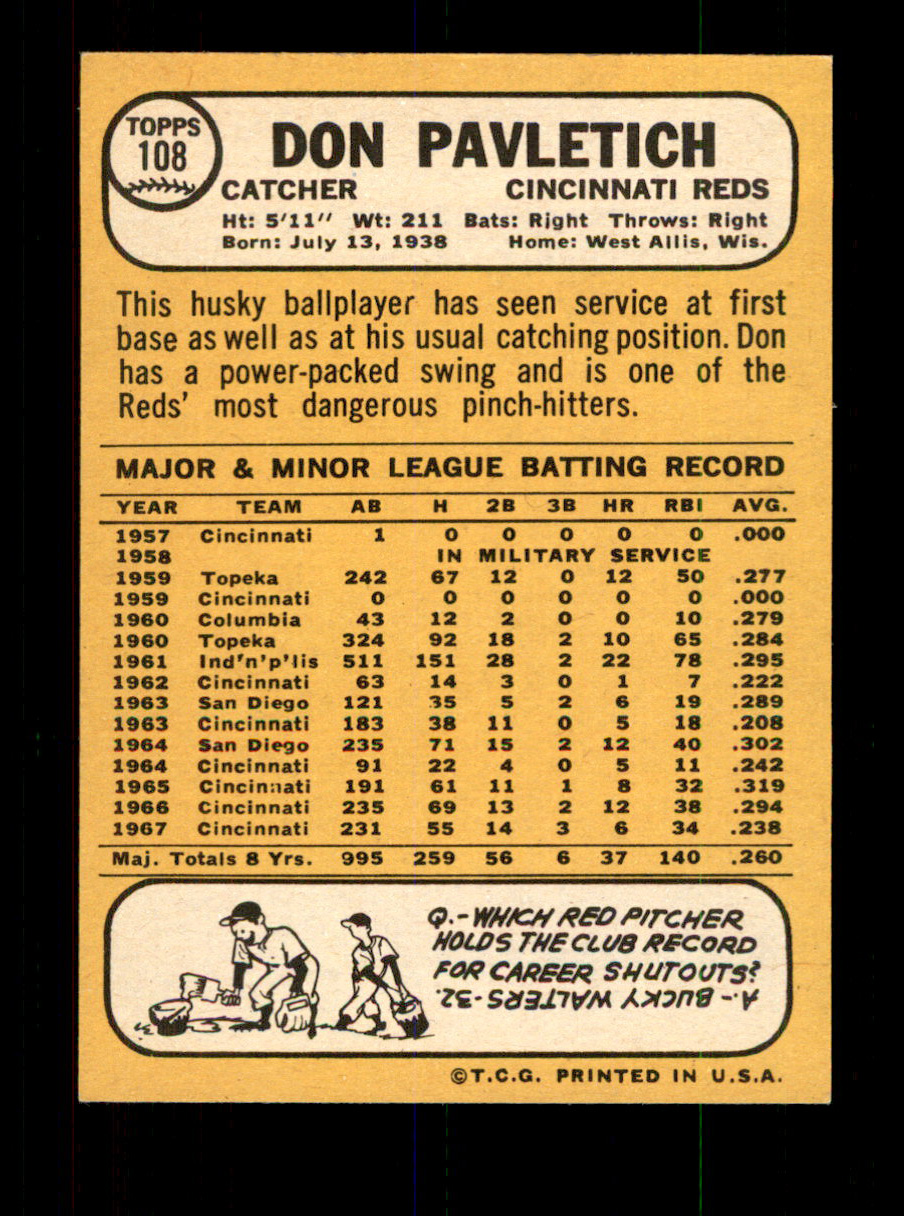 TOPPS
108
DON PAVLETICH
CATCHER CINCINNATI REDS
Ht: 5'11" Wt: 211 Bats: Right Throws: Right
Born: July 13, 1938 Home: West Allis, Wis.
This husky ballplayer has seen service at first
base as well as at his usual catching position. Don
has a power-packed swing and is one of the
Reds' most dangerous pinch-hitters.
MAJOR & MINOR LEAGUE BATTING RECORD
YEAR TEAM AB H 2B 3B HR RBI AVG.
1957 Cincinnati 1 0 0 0 0 0 .000
1958 IN MILITARY SERVICE
1959 Topeka 242 67 12 0 12 50 .277
1959 Cincinnati 0 0 0 0 0 0 .000
1960 Columbia 43 12 2 0 0 10 .279
1960 Topeka 324 92 18 2 10 65 .284
1961 Ind'n'p'lis 511 151 28 2 22 78 .295
1962 Cincinnati 63 14 3 0 1 7 .222
1963 San Diego 121 35 5 2 6 19 .289
1963 Cincinnati 183 38 11 0 5 18 .208
1964 San Diego 235 71 15 2 12 40 .302
1964 Cincinnati 91 22 4 0 5 11 .242
1965 Cincinnati 191 61 11 1 8 32 .319
1966 Cincinnati 235 69 13 2 12 38 .294
1967 Cincinnati 231 55 14 3 6 34 .238
Maj. Totals 8 Yrs. 995 259 56 6 37 140 .260
Q.- WHICH RED PITCHER
HOLDS THE CLUB RECORD
FOR CAREER SHUTOUTS?
A.- BUCKY WALTERS - 32.
©T.C.G. PRINTED IN U.S.A.